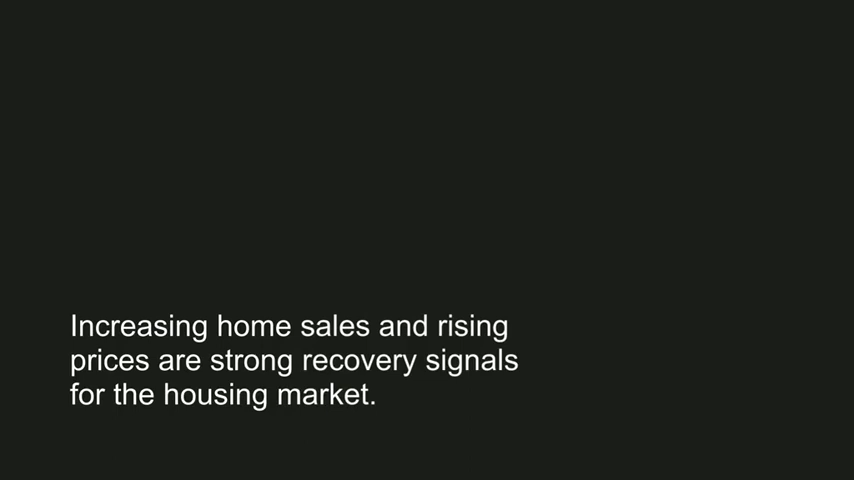 Increasing home sales and rising
prices are strong recovery signals
for the housing market.